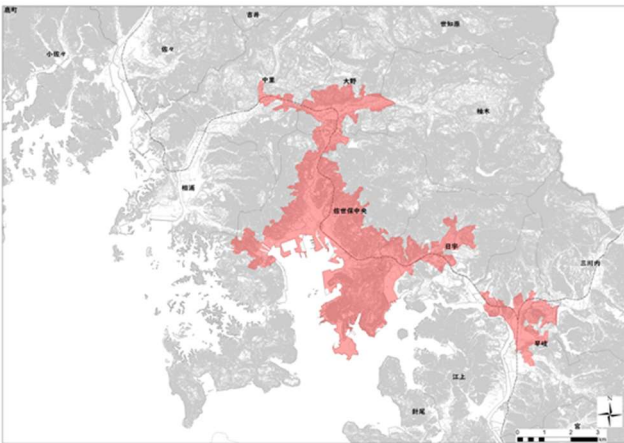 鹿町
吉井
世知原
小佐々
佐々
中里
大野
柚木
相浦
佐世保中央
日宇
三川内
早岐
江上
針尾
宮
N
0 1 2 3
km